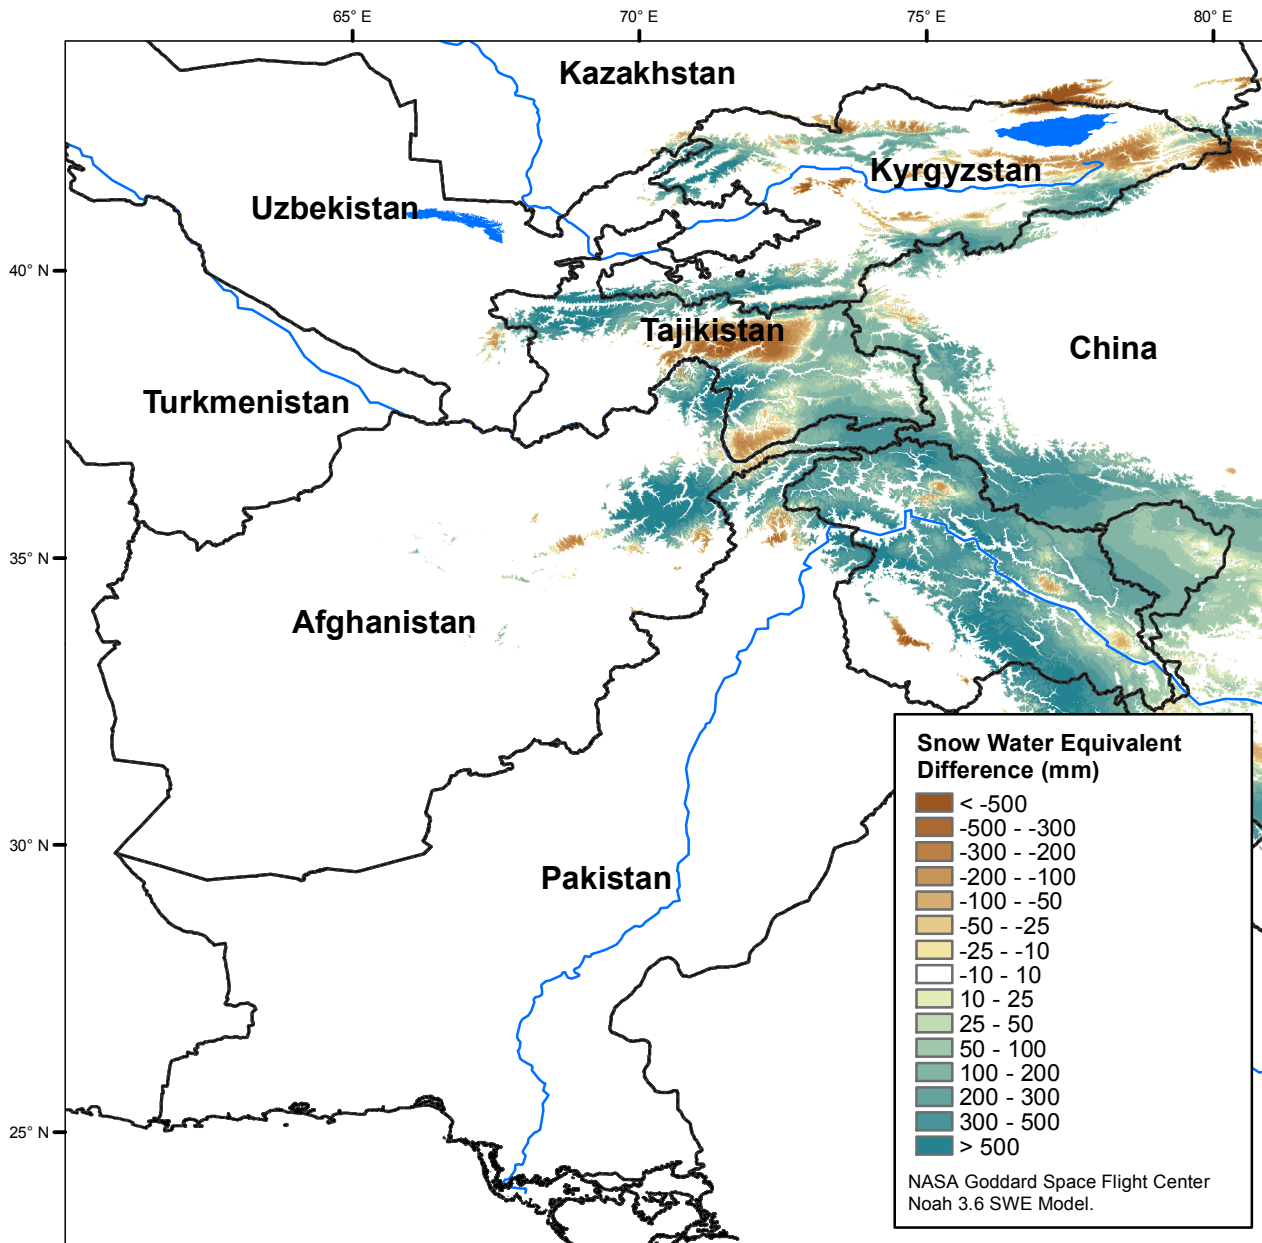 65° E
70° E
75° E
80° E
Kazakhstan
Kyrgyzstan
Uzbekistan
40° N
Tajikistan
China
Turkmenistan
35° N
Afghanistan
Snow Water Equivalent
Difference (mm)
< -500
-500 - -300
-300 - -200
-200 - -100
-100 - -50
-50 - -25
-25 - -10
-10 - 10
10 - 25
25 - 50
50 - 100
100 - 200
200 - 300
300 - 500
> 500
NASA Goddard Space Flight Center
Noah 3.6 SWE Model.
30° N
Pakistan
25° N